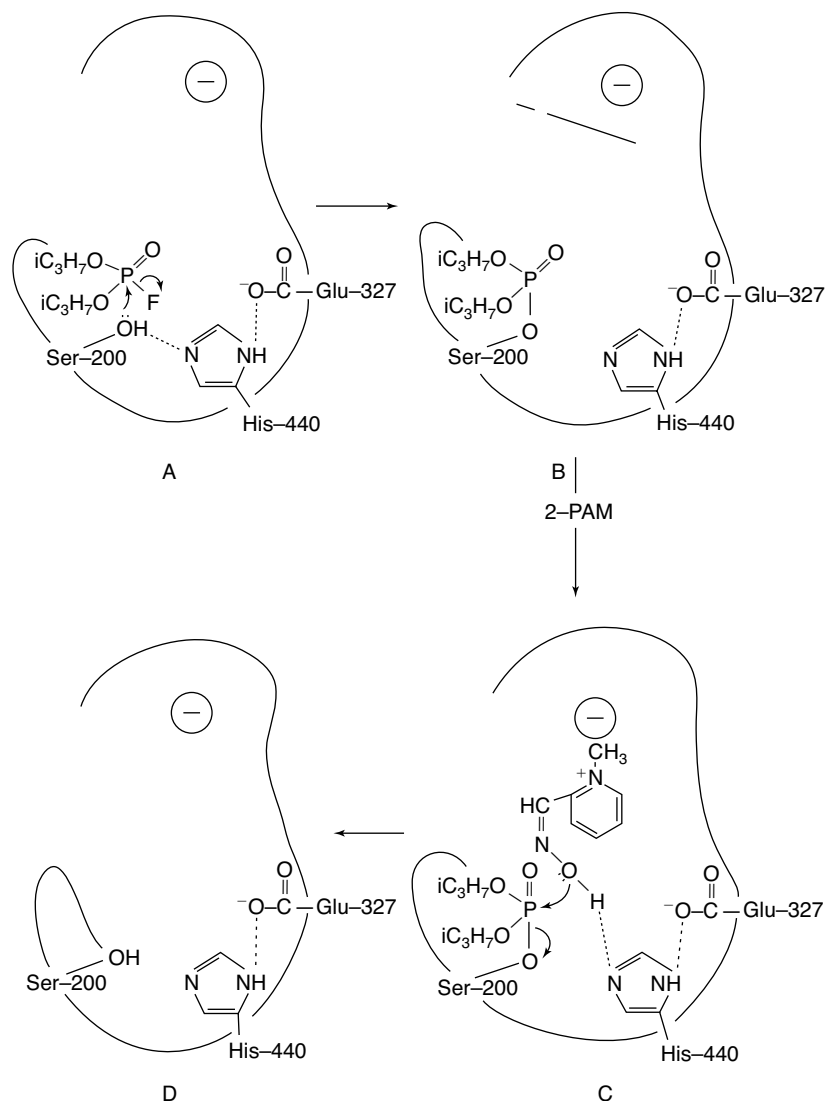 iC₃H₇O O
P
iC₃H₇O F
OH
Ser–200
N NH
⁻O–C–Glu–327
O
His–440
A
iC₃H₇O O
P
iC₃H₇O
O
Ser–200
N NH
⁻O–C–Glu–327
O
His–440
B
2–PAM
CH₃
+N
HC
N
O
H
O
iC₃H₇O
P
iC₃H₇O
O
Ser–200
N NH
O
⁻O–C–Glu–327
His–440
C
O
⁻O–C–Glu–327
OH
Ser–200
N NH
His–440
D